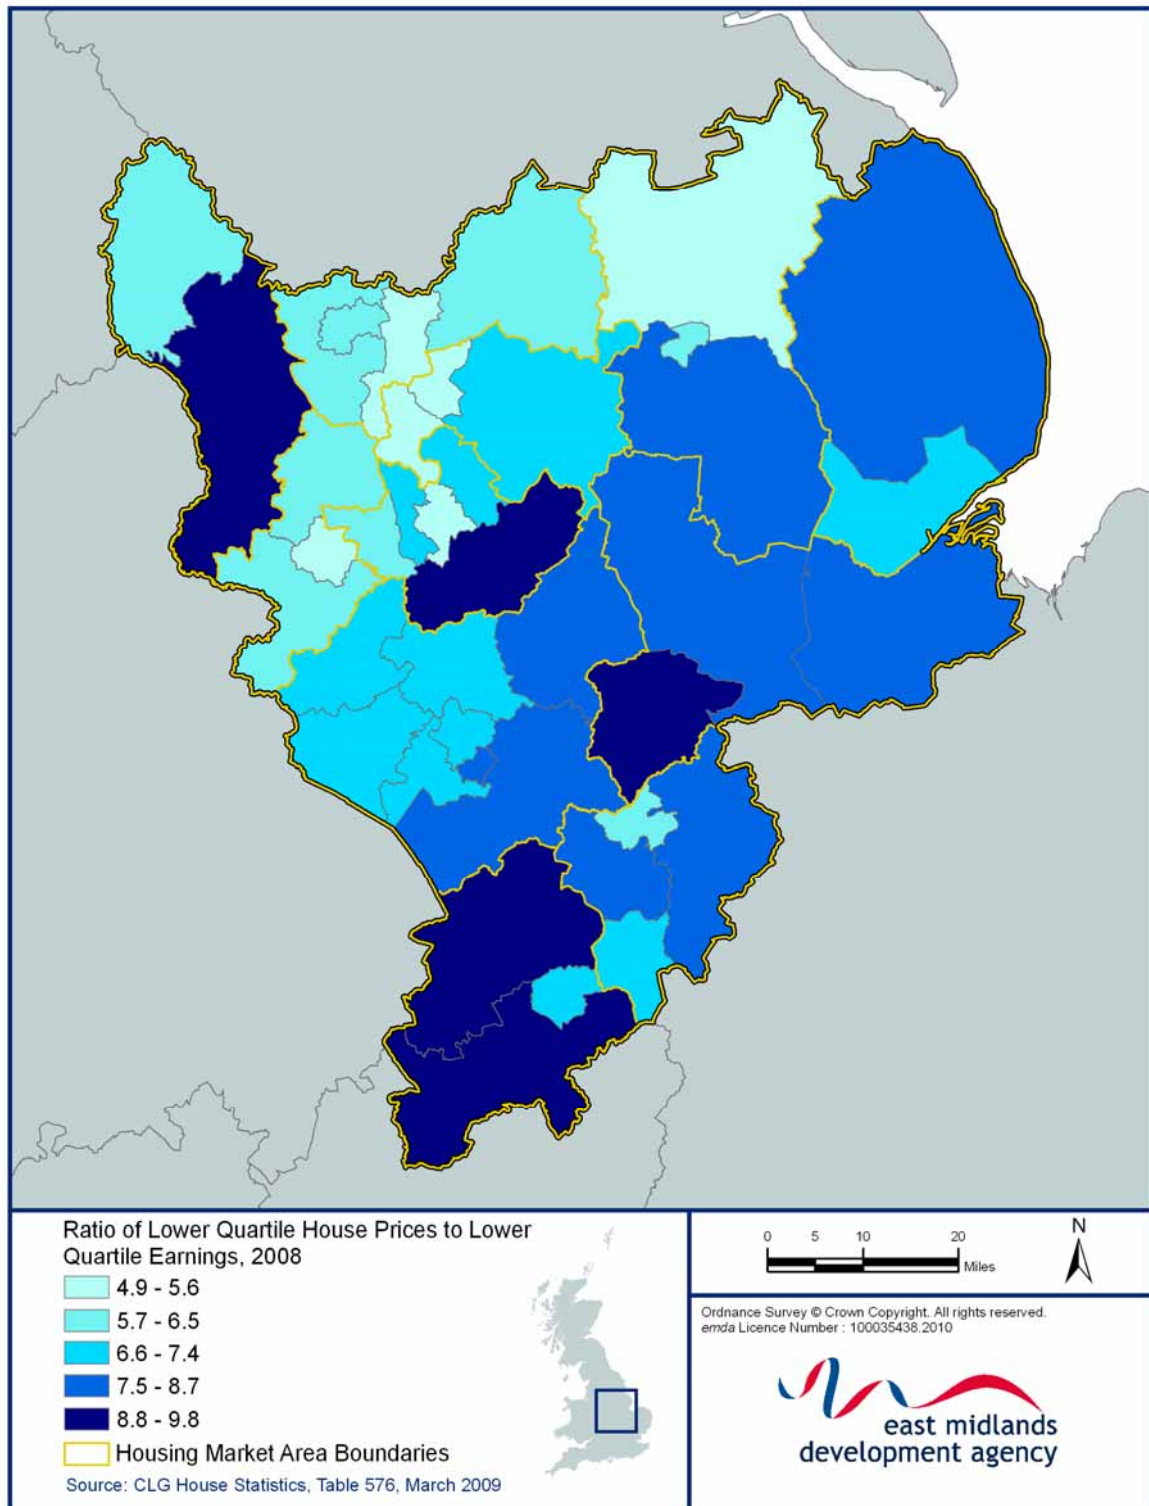 Ratio of Lower Quartile House Prices to Lower
Quartile Earnings, 2008
4.9 - 5.6
5.7 - 6.5
6.6 - 7.4
7.5 - 8.7
8.8 - 9.8
Housing Market Area Boundaries
Source: CLG House Statistics, Table 576, March 2009
0 5 10 20
Miles
N
Ordnance Survey © Crown Copyright. All rights reserved.
emda Licence Number : 100035438.2010
east midlands
development agency